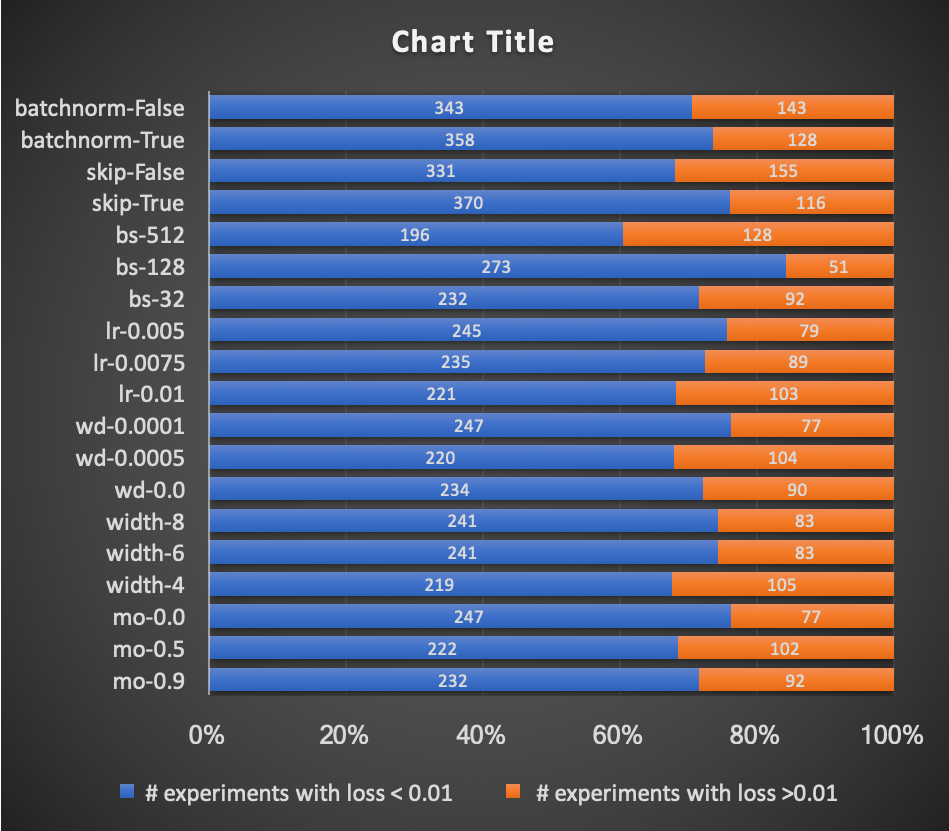 Chart Title
batchnorm-False 343 143
batchnorm-True 358 128
skip-False 331 155
skip-True 370 116
bs-512 196 128
bs-128 273 51
bs-32 232 92
lr-0.005 245 79
lr-0.0075 235 89
lr-0.01 221 103
wd-0.0001 247 77
wd-0.0005 220 104
wd-0.0 234 90
width-8 241 83
width-6 241 83
width-4 219 105
mo-0.0 247 77
mo-0.5 222 102
mo-0.9 232 92
0% 20% 40% 60% 80% 100%
# experiments with loss < 0.01 # experiments with loss >0.01